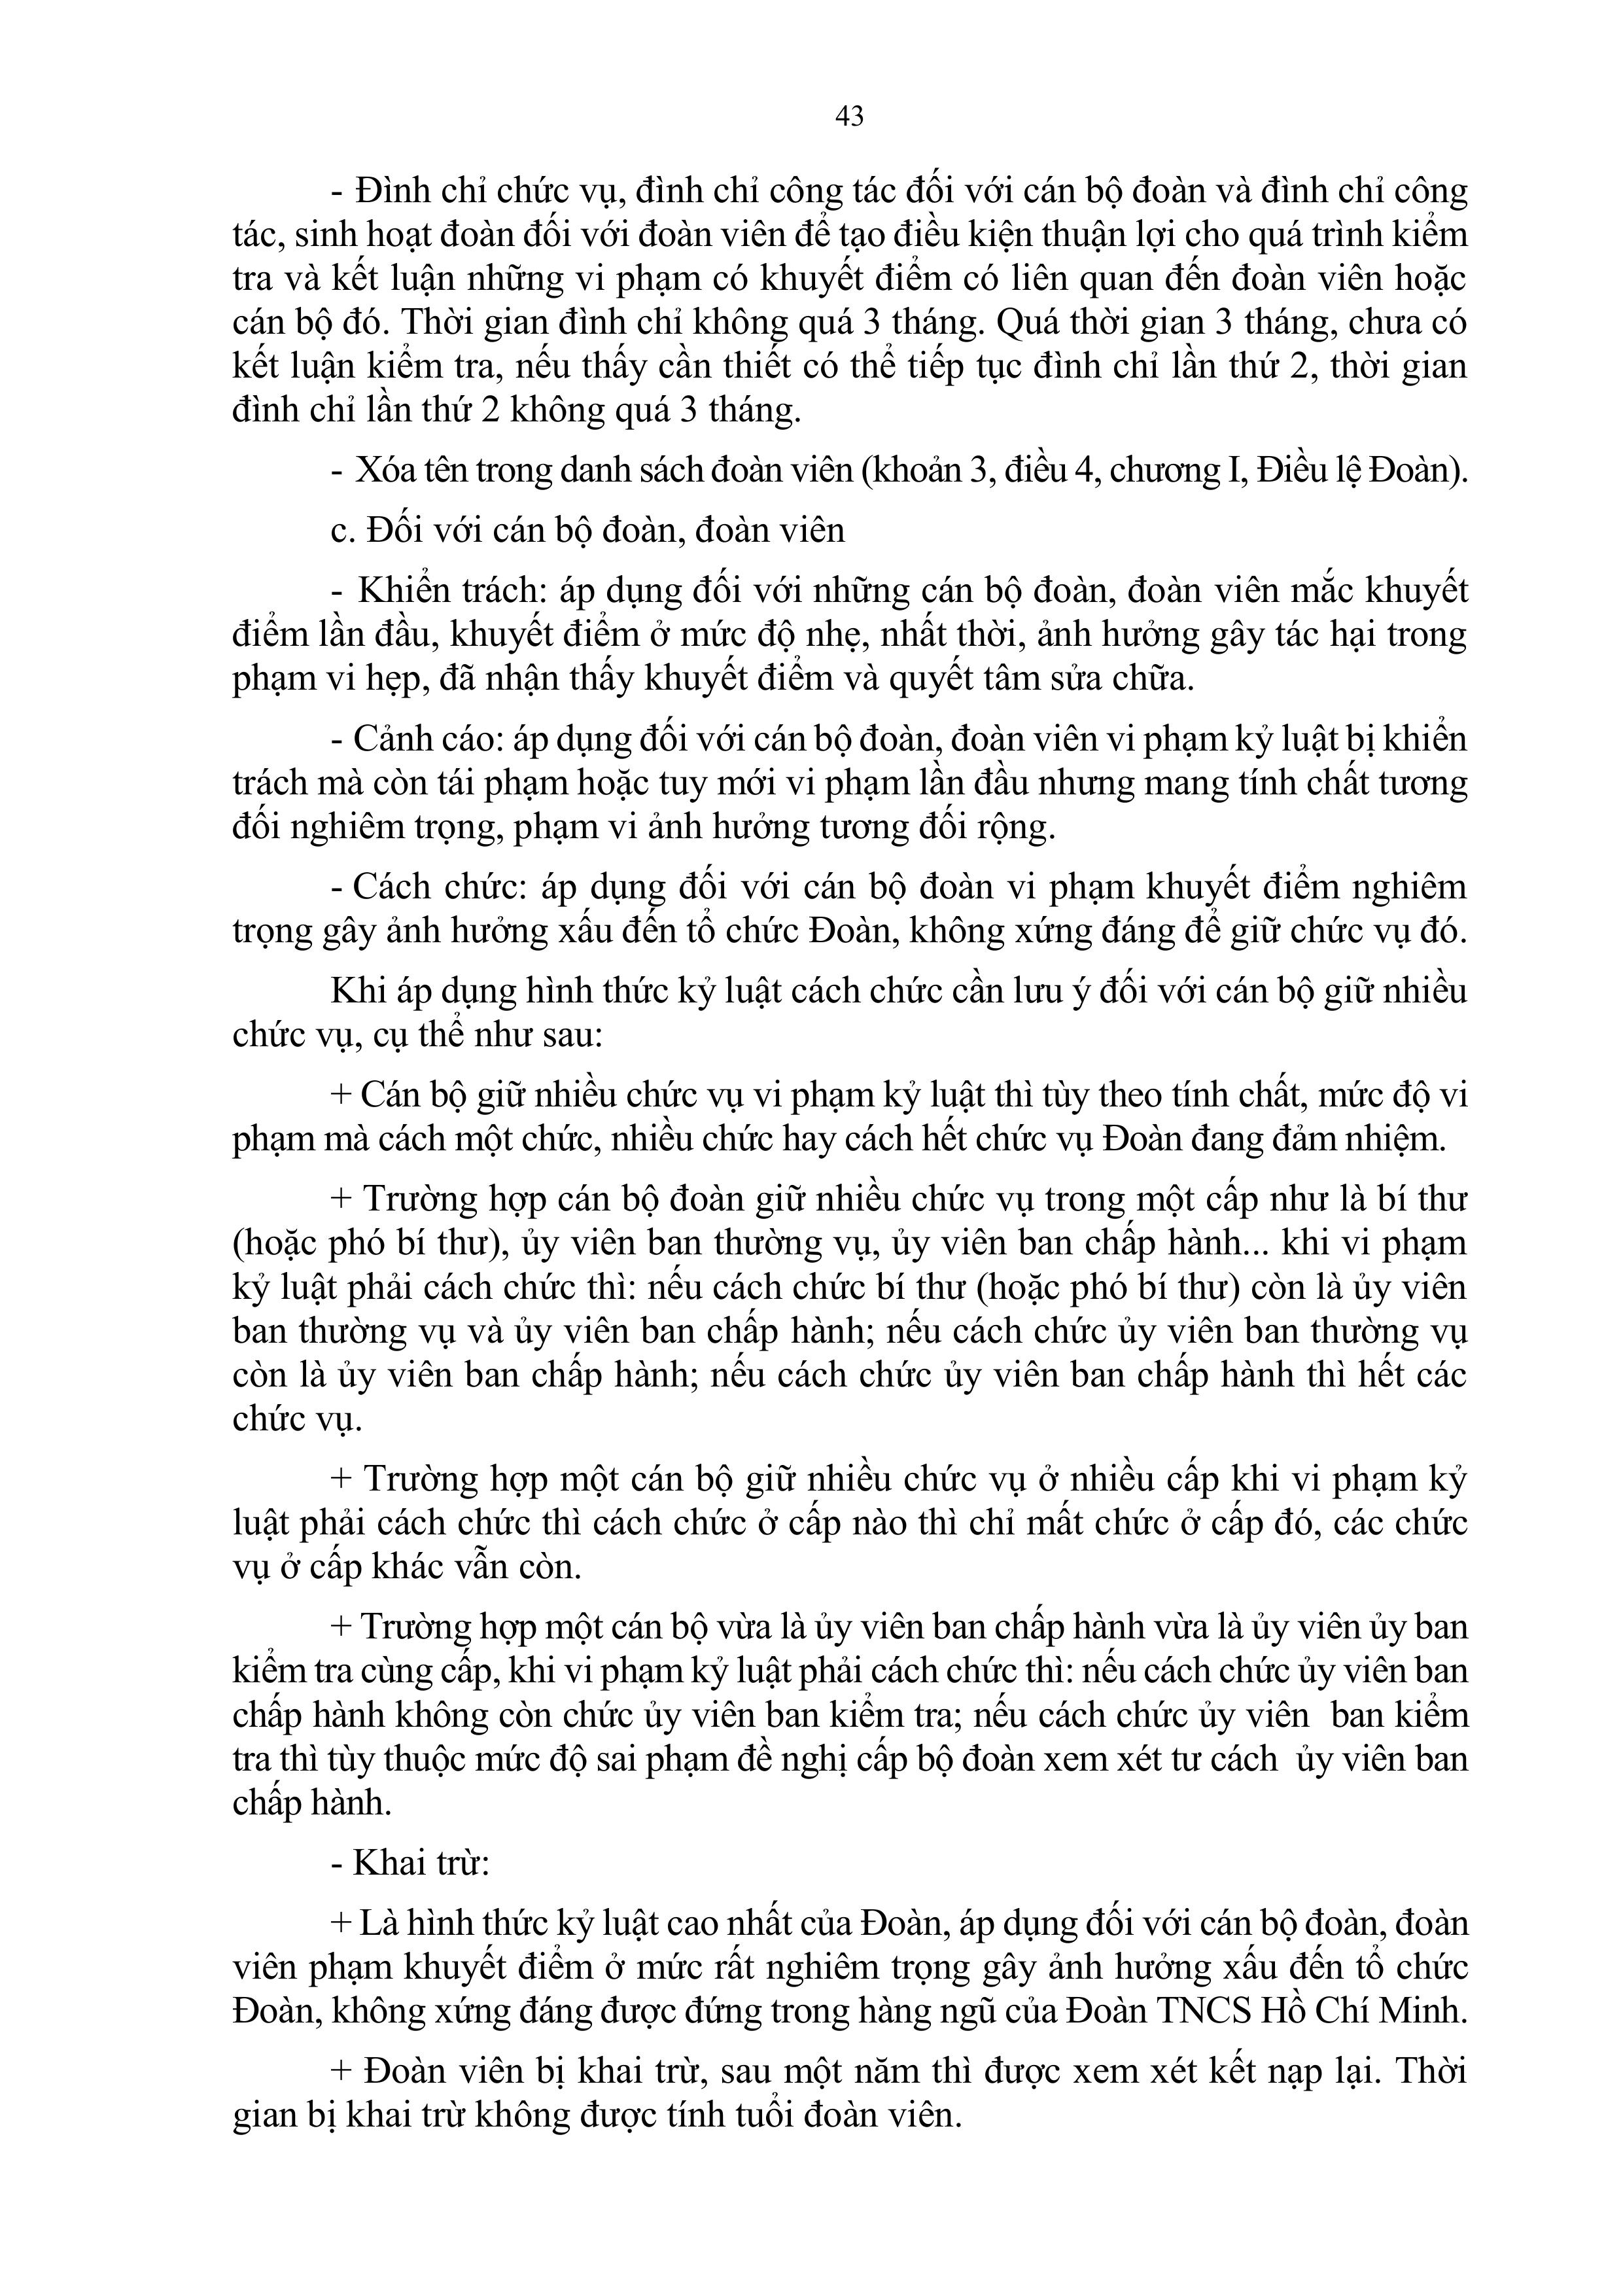 43
- Đình chỉ chức vụ, đình chỉ công tác đối với cán bộ đoàn và đình chỉ công
tác, sinh hoạt đoàn đối với đoàn viên để tạo điều kiện thuận lợi cho quá trình kiểm
tra và kết luận những vi phạm có khuyết điểm có liên quan đến đoàn viên hoặc
cán bộ đó. Thời gian đình chỉ không quá 3 tháng. Quá thời gian 3 tháng, chưa có
kết luận kiểm tra, nếu thấy cần thiết có thể tiếp tục đình chỉ lần thứ 2, thời gian
đình chỉ lần thứ 2 không quá 3 tháng.
- Xóa tên trong danh sách đoàn viên (khoản 3, điều 4, chương I, Điều lệ Đoàn).
c. Đối với cán bộ đoàn, đoàn viên
- Khiển trách: áp dụng đối với những cán bộ đoàn, đoàn viên mắc khuyết
điểm lần đầu, khuyết điểm ở mức độ nhẹ, nhất thời, ảnh hưởng gây tác hại trong
phạm vi hẹp, đã nhận thấy khuyết điểm và quyết tâm sửa chữa.
- Cảnh cáo: áp dụng đối với cán bộ đoàn, đoàn viên vi phạm kỷ luật bị khiển
trách mà còn tái phạm hoặc tuy mới vi phạm lần đầu nhưng mang tính chất tương
đối nghiêm trọng, phạm vi ảnh hưởng tương đối rộng.
- Cách chức: áp dụng đối với cán bộ đoàn vi phạm khuyết điểm nghiêm
trọng gây ảnh hưởng xấu đến tổ chức Đoàn, không xứng đáng để giữ chức vụ đó.
Khi áp dụng hình thức kỷ luật cách chức cần lưu ý đối với cán bộ giữ nhiều
chức vụ, cụ thể như sau:
+ Cán bộ giữ nhiều chức vụ vi phạm kỷ luật thì tùy theo tính chất, mức độ vi
phạm mà cách một chức, nhiều chức hay cách hết chức vụ Đoàn đang đảm nhiệm.
+ Trường hợp cán bộ đoàn giữ nhiều chức vụ trong một cấp như là bí thư
(hoặc phó bí thư), ủy viên ban thường vụ, ủy viên ban chấp hành... khi vi phạm
kỷ luật phải cách chức thì: nếu cách chức bí thư (hoặc phó bí thư) còn là ủy viên
ban thường vụ và ủy viên ban chấp hành; nếu cách chức ủy viên ban thường vụ
còn là ủy viên ban chấp hành; nếu cách chức ủy viên ban chấp hành thì hết các
chức vụ.
+ Trường hợp một cán bộ giữ nhiều chức vụ ở nhiều cấp khi vi phạm kỷ
luật phải cách chức thì cách chức ở cấp nào thì chỉ mất chức ở cấp đó, các chức
vụ ở cấp khác vẫn còn.
+ Trường hợp một cán bộ vừa là ủy viên ban chấp hành vừa là ủy viên ủy ban
kiểm tra cùng cấp, khi vi phạm kỷ luật phải cách chức thì: nếu cách chức ủy viên ban
chấp hành không còn chức ủy viên ban kiểm tra; nếu cách chức ủy viên  ban kiểm
tra thì tùy thuộc mức độ sai phạm đề nghị cấp bộ đoàn xem xét tư cách  ủy viên ban
chấp hành.
- Khai trừ:
+ Là hình thức kỷ luật cao nhất của Đoàn, áp dụng đối với cán bộ đoàn, đoàn
viên phạm khuyết điểm ở mức rất nghiêm trọng gây ảnh hưởng xấu đến tổ chức
Đoàn, không xứng đáng được đứng trong hàng ngũ của Đoàn TNCS Hồ Chí Minh.
+ Đoàn viên bị khai trừ, sau một năm thì được xem xét kết nạp lại. Thời
gian bị khai trừ không được tính tuổi đoàn viên.